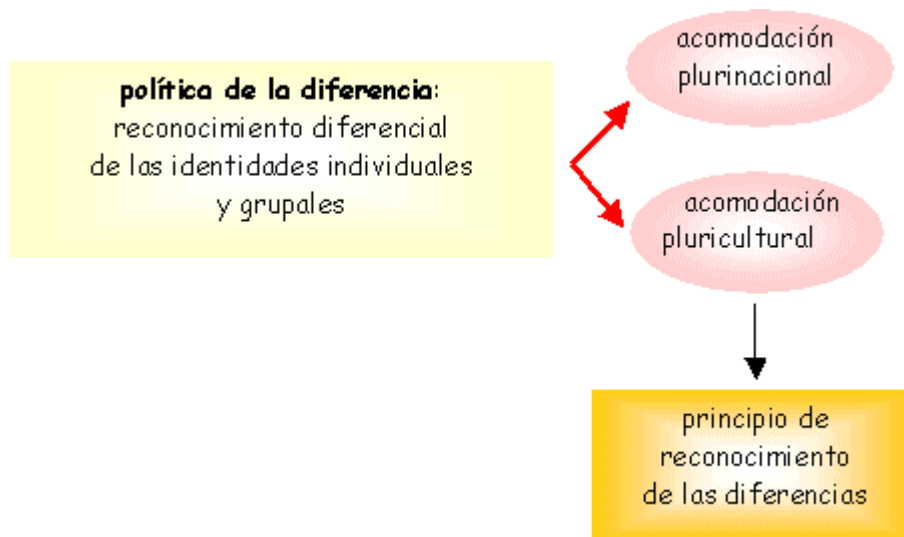 política de la diferencia:
reconocimiento diferencial
de las identidades individuales
y grupales
acomodación
plurinacional
acomodación
pluricultural
principio de
reconocimiento
de las diferencias